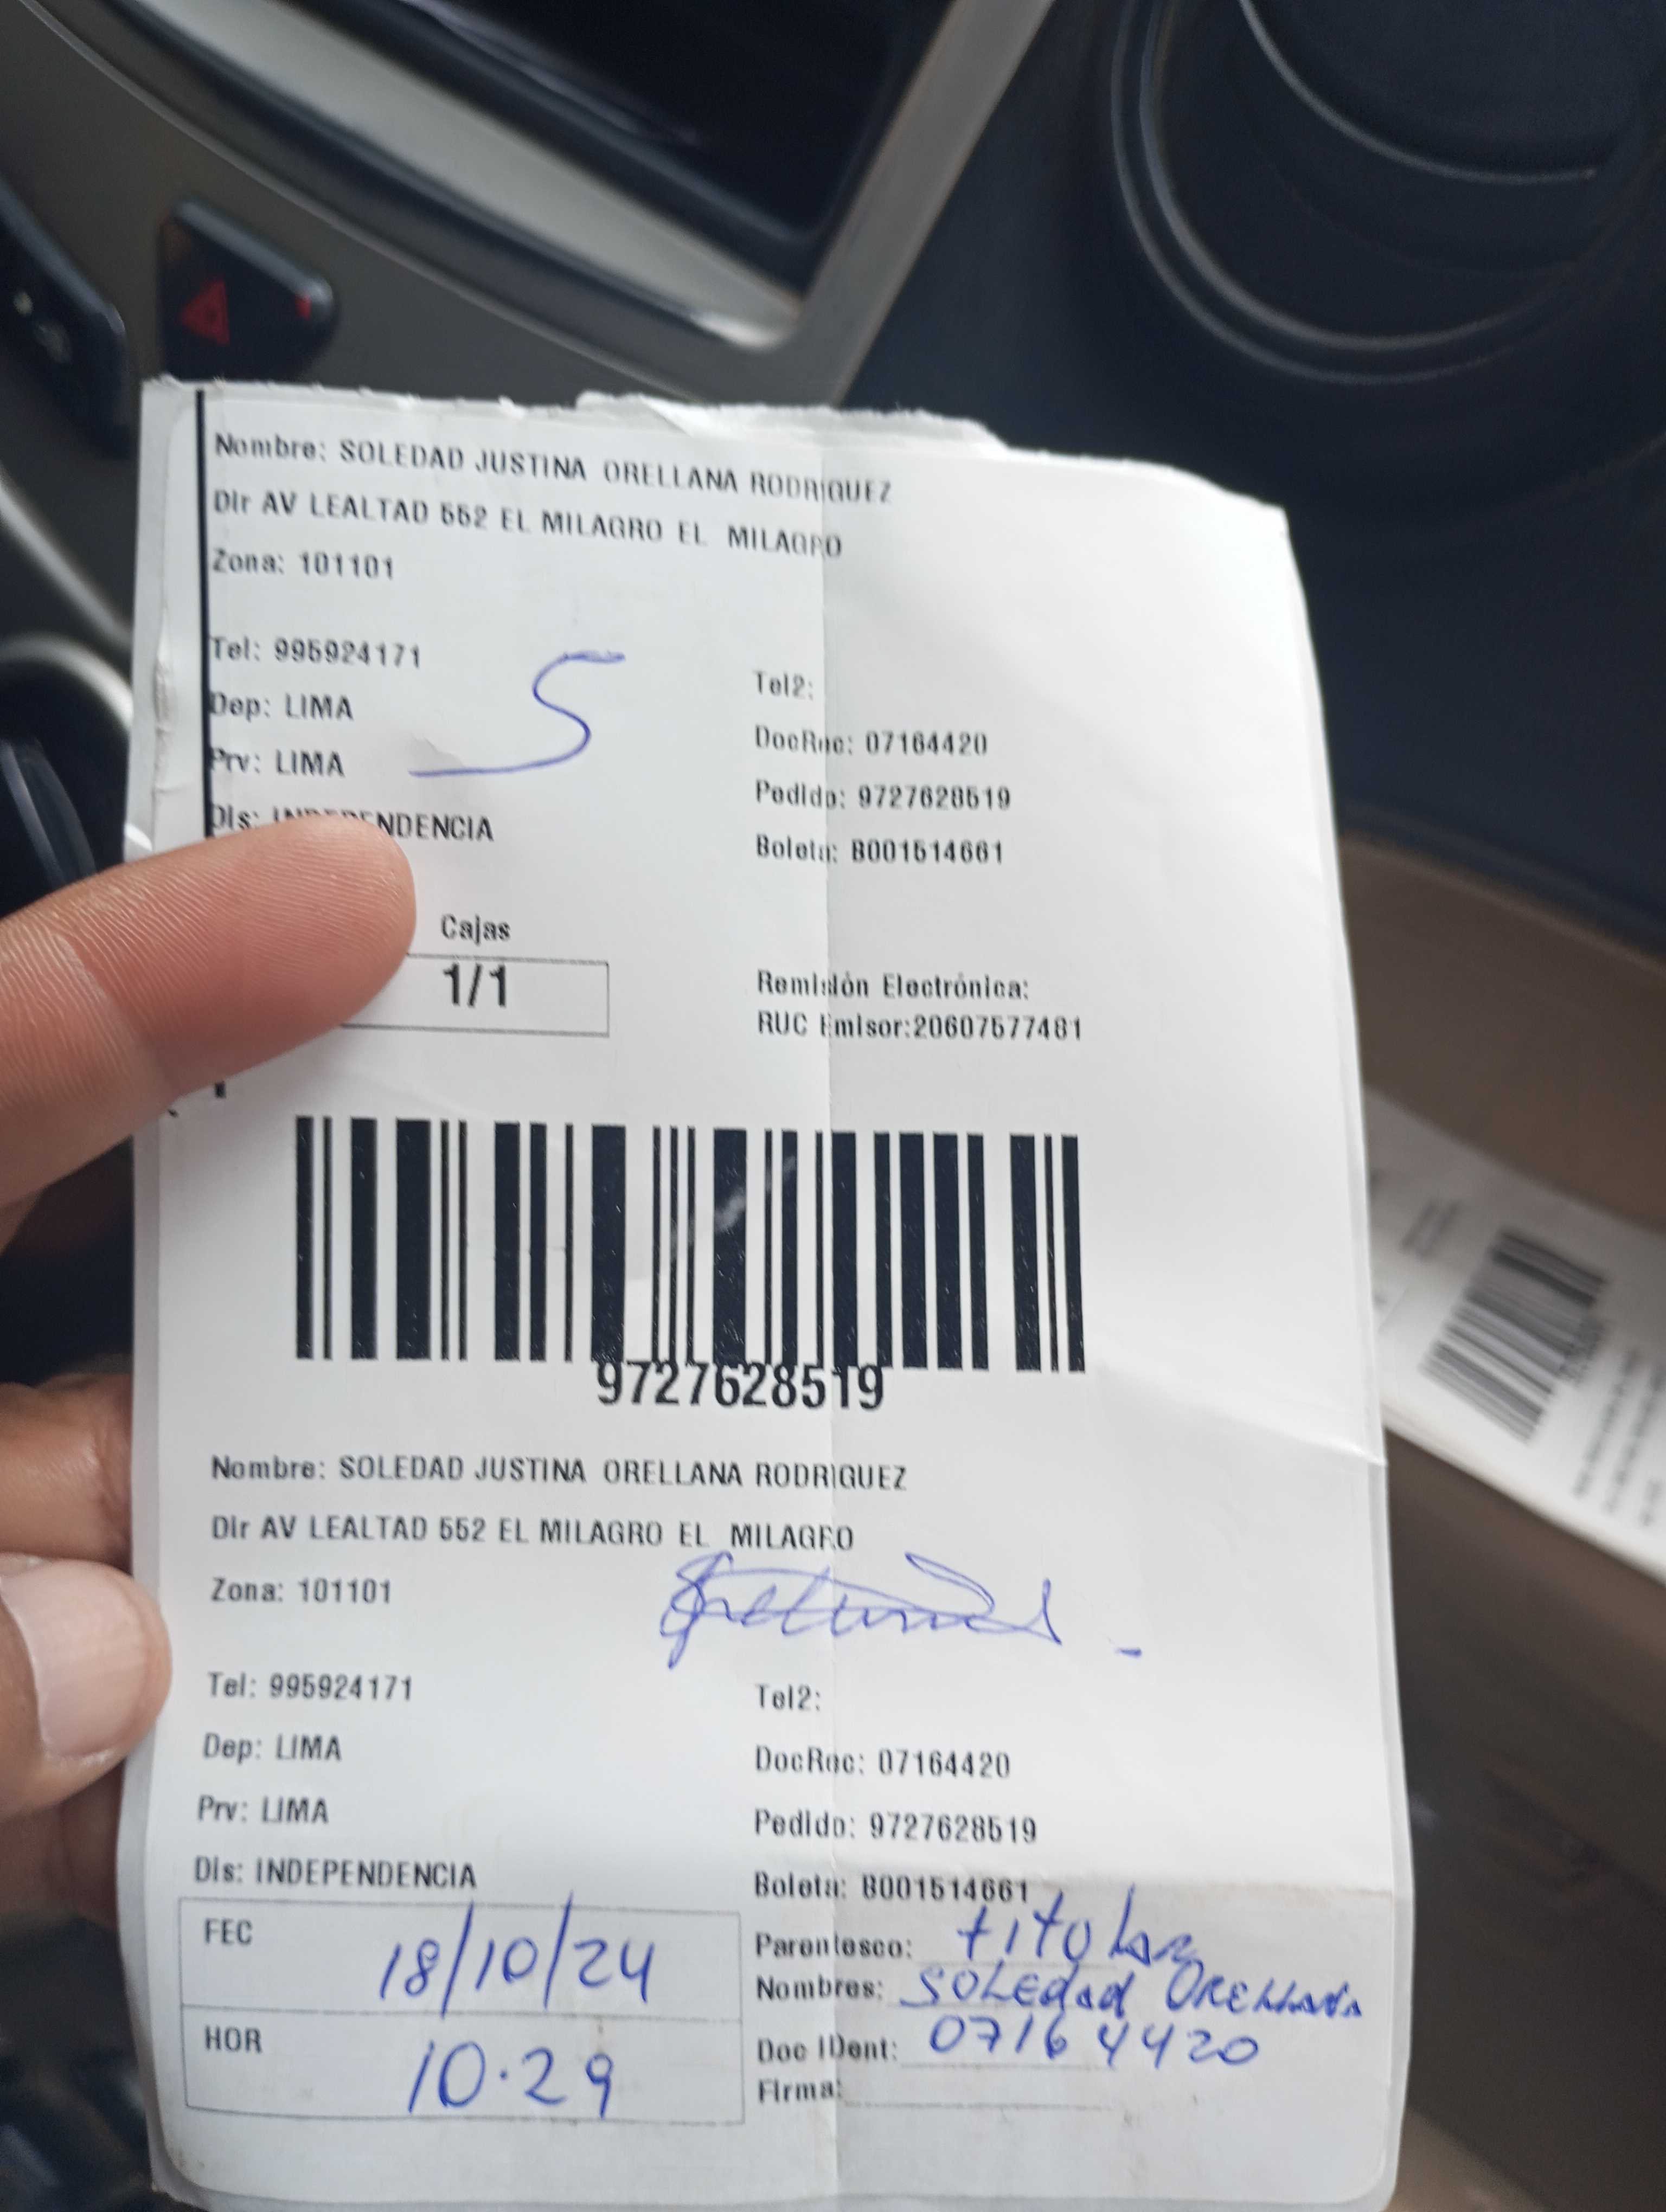 Nombre: SOLEDAD JUSTINA ORELLANA RODRIGUEZ
Dir AV LEALTAD 552 EL MILAGRO EL MILAGRO
Zona: 101101
Tel: 995924171
Tel2:
Dep: LIMA
DocRec: 07164420
Prv: LIMA
Pedido: 9727628519
Dis: INDEPENDENCIA
Boleta: B001514661
5
Cajas
1/1
Remisión Electrónica:
RUC Emisor:20607577481
9727628519
Nombre: SOLEDAD JUSTINA ORELLANA RODRIGUEZ
Dir AV LEALTAD 552 EL MILAGRO EL MILAGRO
Zona: 101101
Tel: 995924171
Tel2:
Dep: LIMA
DocRec: 07164420
Prv: LIMA
Pedido: 9727628519
Dis: INDEPENDENCIA
Boleta: B001514661
FEC 18/10/24
Parentesco: titular
Nombres: SOLEdad ORELLANA
HOR 10.29
Doc IDent: 07164420
Firma: